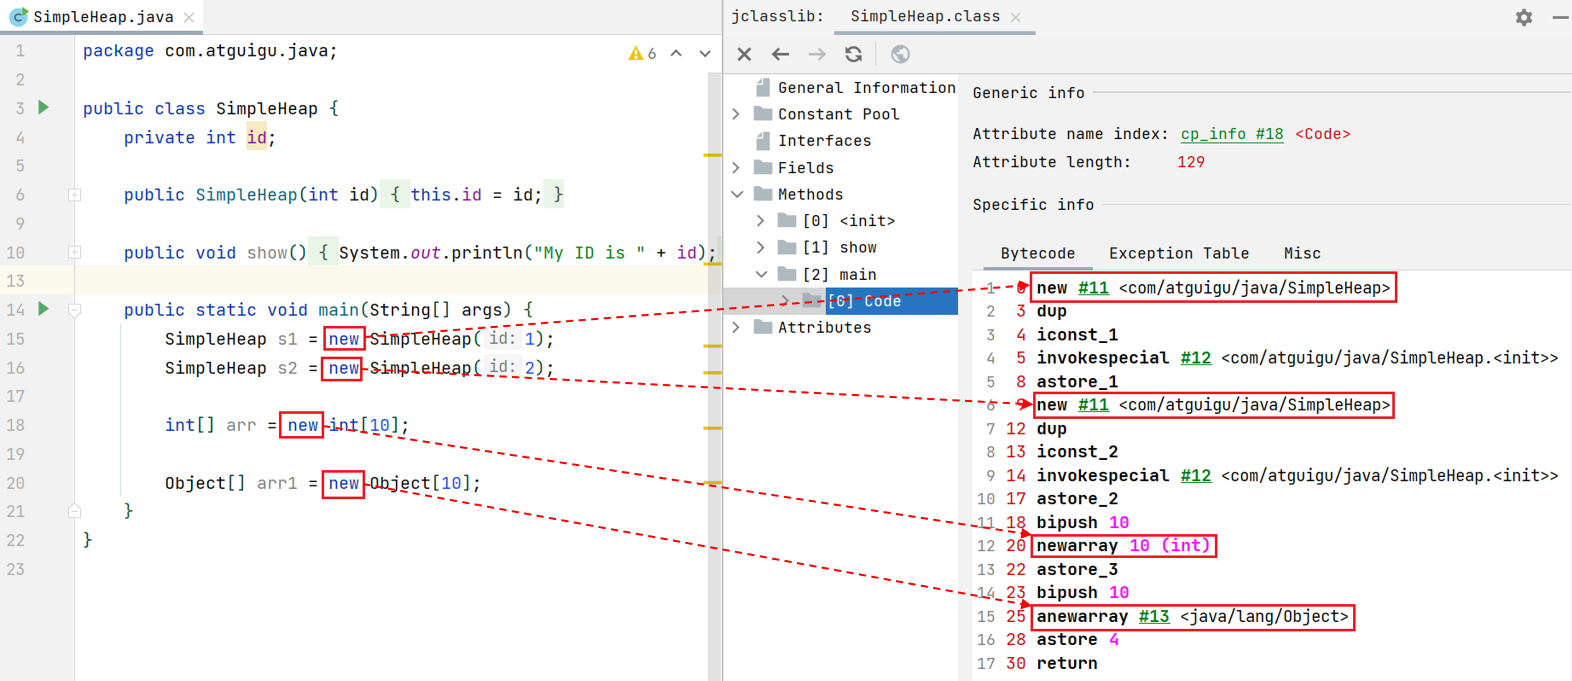 SimpleHeap.java
6
1 package com.atguigu.java;
2
3 public class SimpleHeap {
4 private int id;
5
6 public SimpleHeap(int id) { this.id = id; }
9
10 public void show() { System.out.println("My ID is " + id);
13
14 public static void main(String[] args) {
15 SimpleHeap s1 = new SimpleHeap( id: 1);
16 SimpleHeap s2 = new SimpleHeap( id: 2);
17
18 int[] arr = new int[10];
19
20 Object[] arr1 = new Object[10];
21 }
22 }
23
jclasslib: SimpleHeap.class
General Information
Constant Pool
Interfaces
Fields
Methods
[0] <init>
[1] show
[2] main
[0] Code
Attributes
Generic info
Attribute name index: cp_info #18 <Code>
Attribute length: 129
Specific info
Bytecode Exception Table Misc
1 0 new #11 <com/atguigu/java/SimpleHeap>
2 3 dup
3 4 iconst_1
4 5 invokespecial #12 <com/atguigu/java/SimpleHeap.<init>>
5 8 astore_1
6 9 new #11 <com/atguigu/java/SimpleHeap>
7 12 dup
8 13 iconst_2
9 14 invokespecial #12 <com/atguigu/java/SimpleHeap.<init>>
10 17 astore_2
11 18 bipush 10
12 20 newarray 10 (int)
13 22 astore_3
14 23 bipush 10
15 25 anewarray #13 <java/lang/Object>
16 28 astore 4
17 30 return